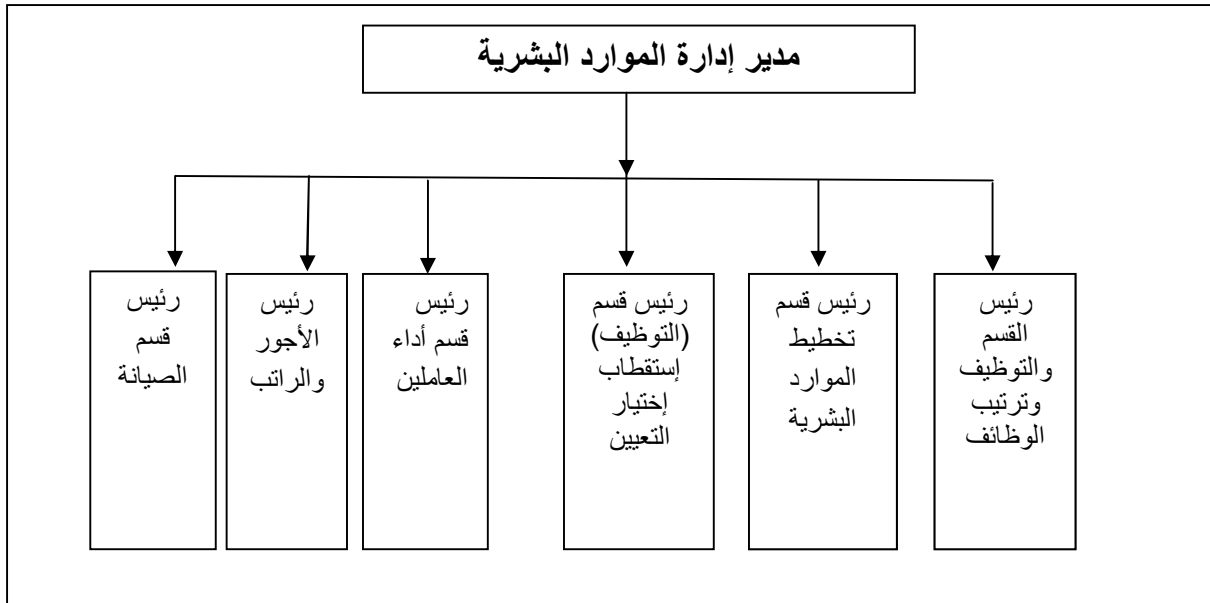 مدير إدارة الموارد البشرية
رئيس
القسم
والتوظيف
وترتيب
الوظائف
رئيس قسم
تخطيط
الموارد
البشرية
رئيس قسم
(التوظيف)
إستقطاب
إختيار
التعيين
رئيس
قسم أداء
العاملين
رئيس
الأجور
والراتب
رئيس
قسم
الصيانة